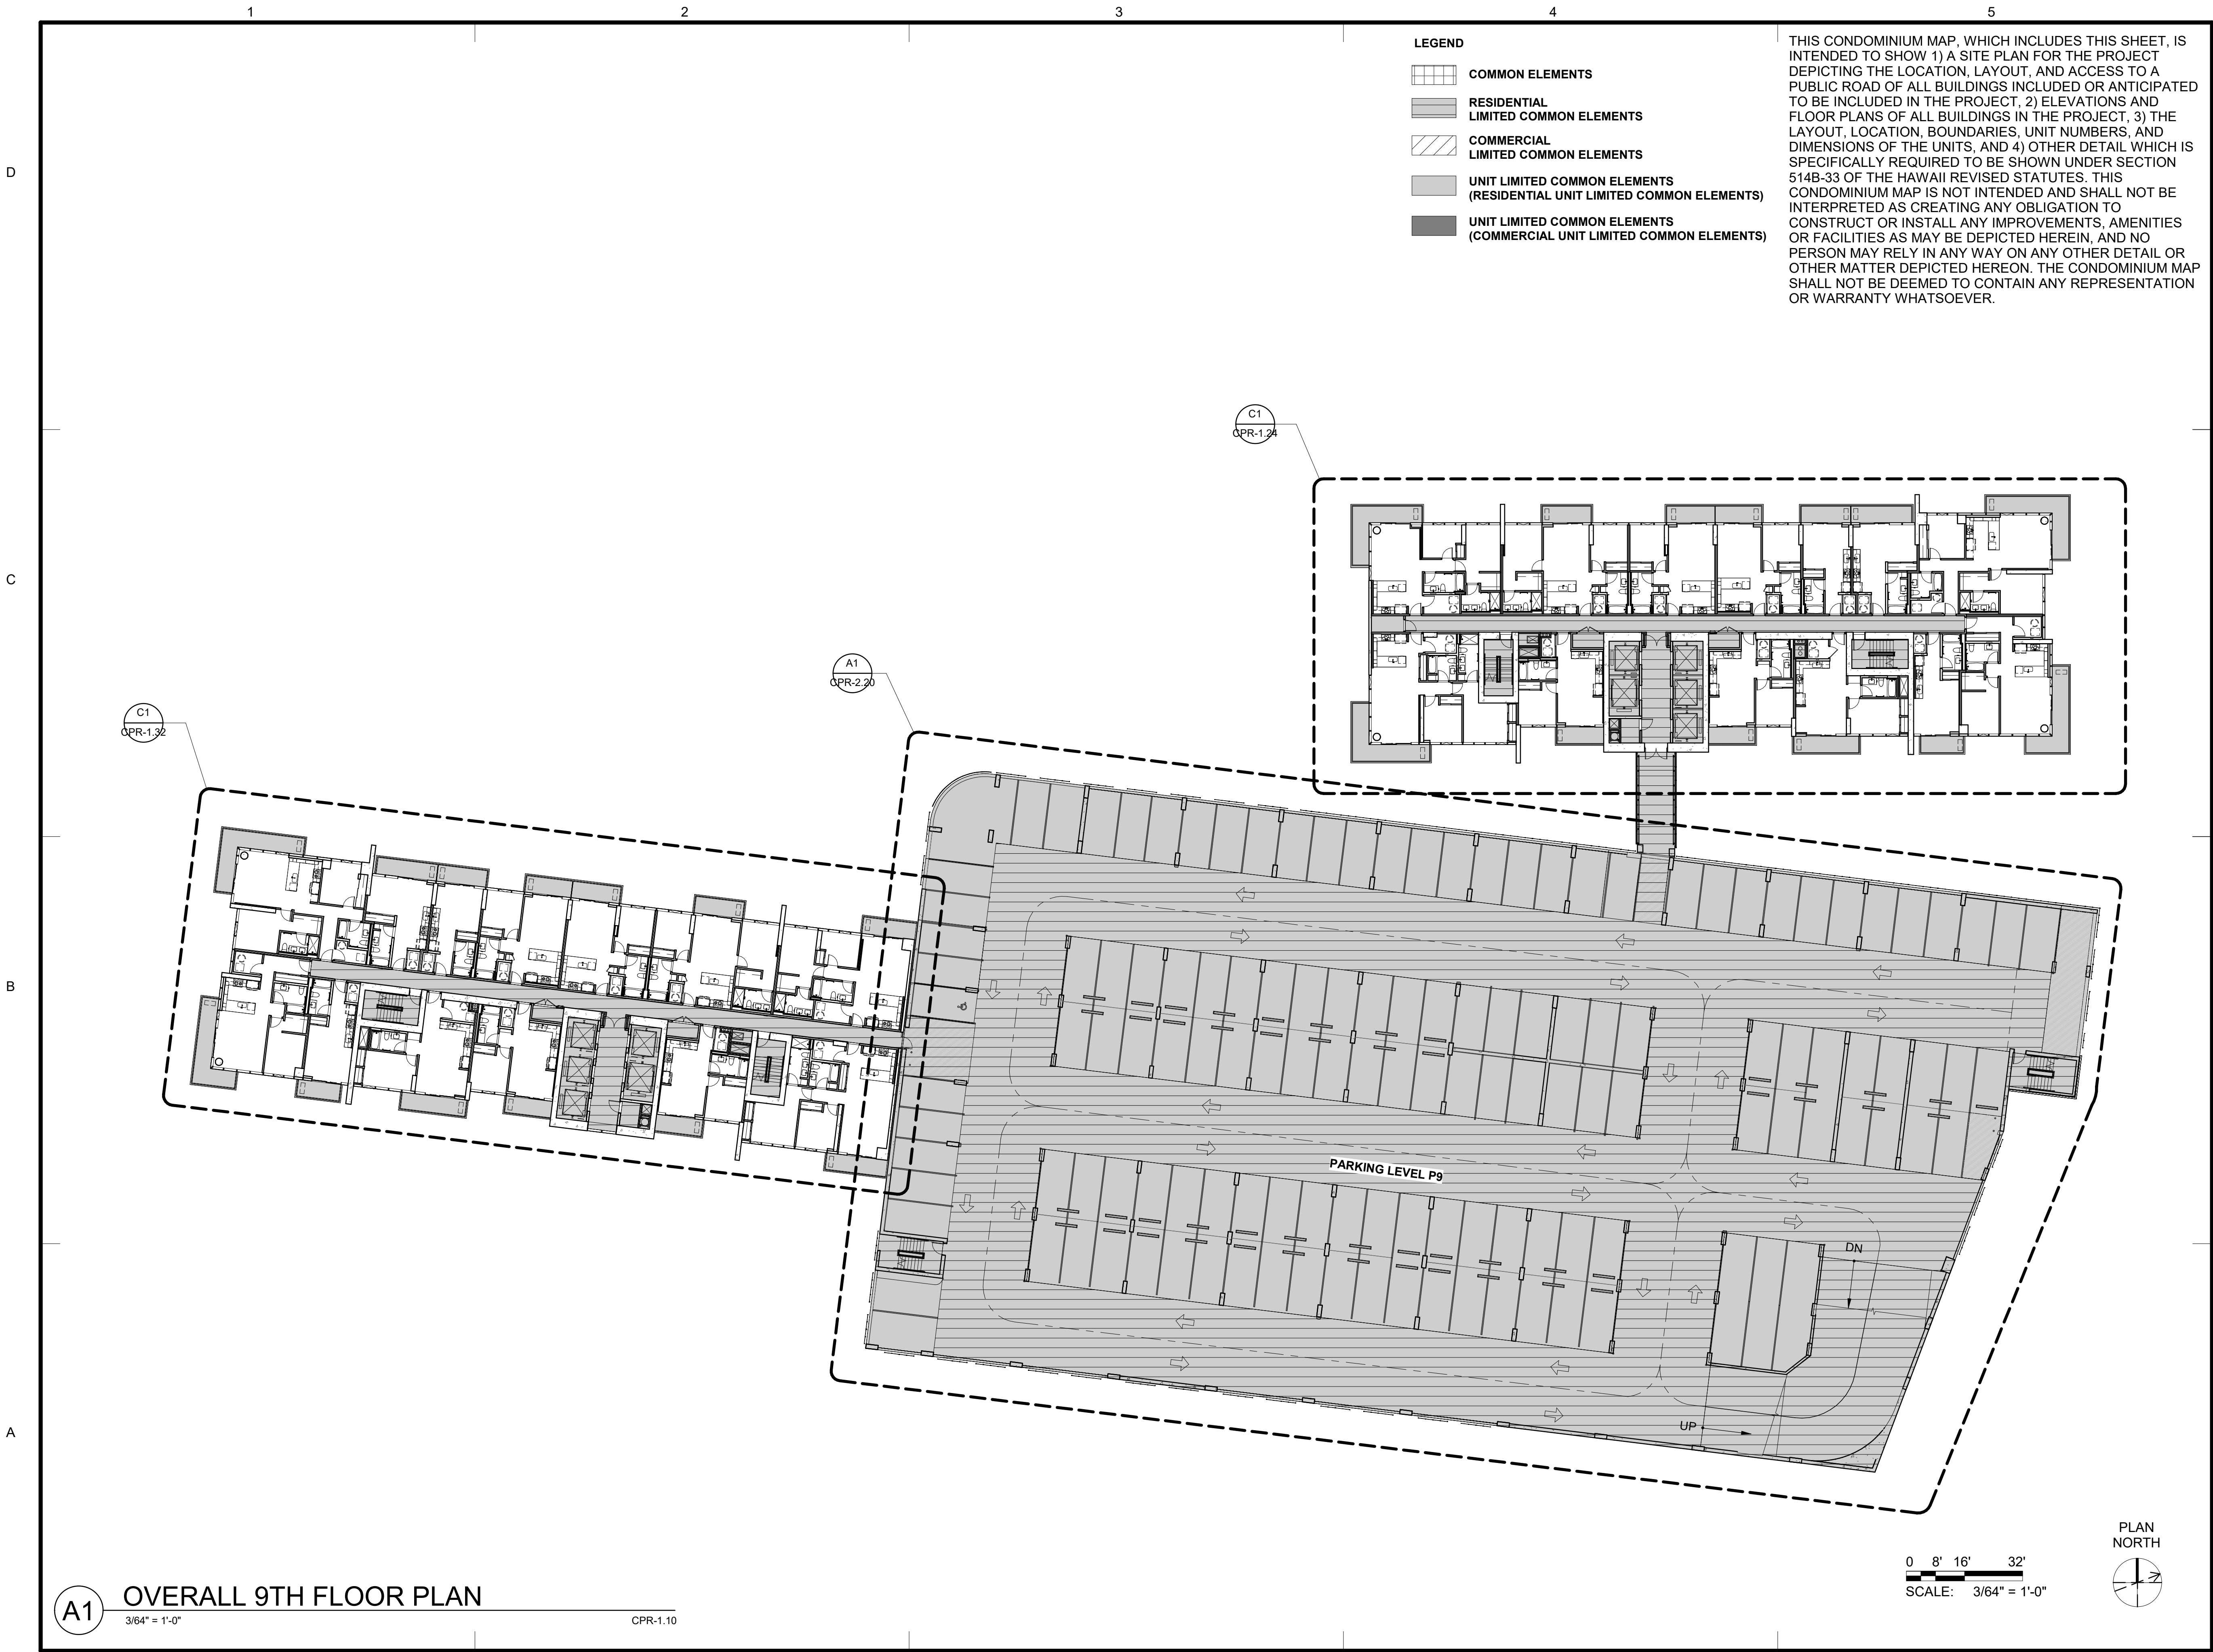 1
2
3
4
5
LEGEND
COMMON ELEMENTS
RESIDENTIAL
LIMITED COMMON ELEMENTS
COMMERCIAL
LIMITED COMMON ELEMENTS
UNIT LIMITED COMMON ELEMENTS
(RESIDENTIAL UNIT LIMITED COMMON ELEMENTS)
UNIT LIMITED COMMON ELEMENTS
(COMMERCIAL UNIT LIMITED COMMON ELEMENTS)
THIS CONDOMINIUM MAP, WHICH INCLUDES THIS SHEET, IS
INTENDED TO SHOW 1) A SITE PLAN FOR THE PROJECT
DEPICTING THE LOCATION, LAYOUT, AND ACCESS TO A
PUBLIC ROAD OF ALL BUILDINGS INCLUDED OR ANTICIPATED
TO BE INCLUDED IN THE PROJECT, 2) ELEVATIONS AND
FLOOR PLANS OF ALL BUILDINGS IN THE PROJECT, 3) THE
LAYOUT, LOCATION, BOUNDARIES, UNIT NUMBERS, AND
DIMENSIONS OF THE UNITS, AND 4) OTHER DETAIL WHICH IS
SPECIFICALLY REQUIRED TO BE SHOWN UNDER SECTION
514B-33 OF THE HAWAII REVISED STATUTES. THIS
CONDOMINIUM MAP IS NOT INTENDED AND SHALL NOT BE
INTERPRETED AS CREATING ANY OBLIGATION TO
CONSTRUCT OR INSTALL ANY IMPROVEMENTS, AMENITIES
OR FACILITIES AS MAY BE DEPICTED HEREIN, AND NO
PERSON MAY RELY IN ANY WAY ON ANY OTHER DETAIL OR
OTHER MATTER DEPICTED HEREON. THE CONDOMINIUM MAP
SHALL NOT BE DEEMED TO CONTAIN ANY REPRESENTATION
OR WARRANTY WHATSOEVER.
D
C1
CPR-1.24
C
A1
CPR-2.20
C1
CPR-1.32
B
PARKING LEVEL P9
DN
UP
A
PLAN
NORTH
0 8' 16' 32'
SCALE: 3/64" = 1'-0"
A1
OVERALL 9TH FLOOR PLAN
3/64" = 1'-0"
CPR-1.10